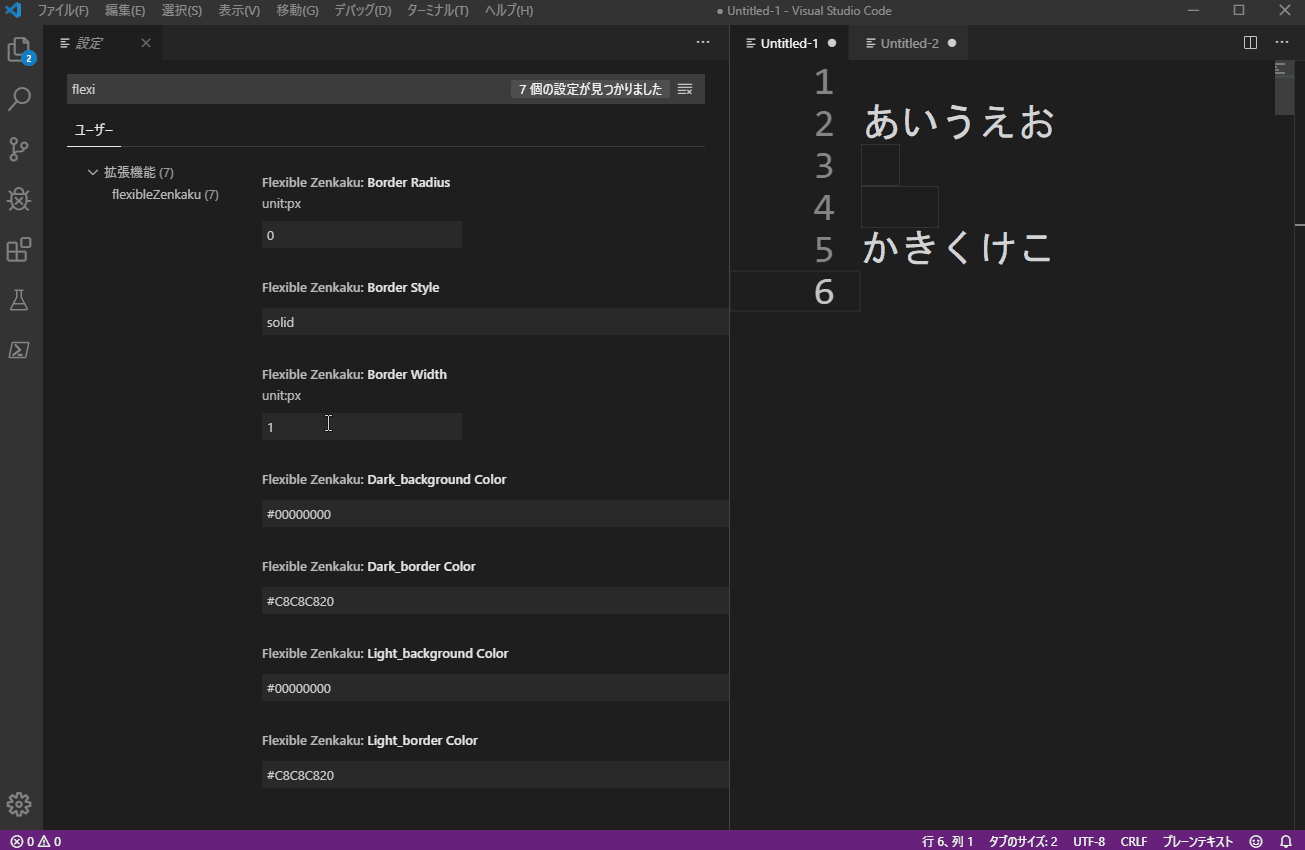 ファイル(F) 編集(E) 選択(S) 表示(V) 移動(G) デバッグ(D) ターミナル(T) ヘルプ(H) ● Untitled-1 - Visual Studio Code
2
設定
flexi 7 個の設定が見つかりました
ユーザー
拡張機能 (7)
flexibleZenkaku (7)
Flexible Zenkaku: Border Radius
unit:px
0
Flexible Zenkaku: Border Style
solid
Flexible Zenkaku: Border Width
unit:px
1
Flexible Zenkaku: Dark_background Color
#00000000
Flexible Zenkaku: Dark_border Color
#C8C8C820
Flexible Zenkaku: Light_background Color
#00000000
Flexible Zenkaku: Light_border Color
#C8C8C820
Untitled-1 ● Untitled-2 ●
1
2 あいうえお
3
4
5 かきくけこ
6
0 0 行 6、列 1 タブのサイズ: 2 UTF-8 CRLF プレーンテキスト